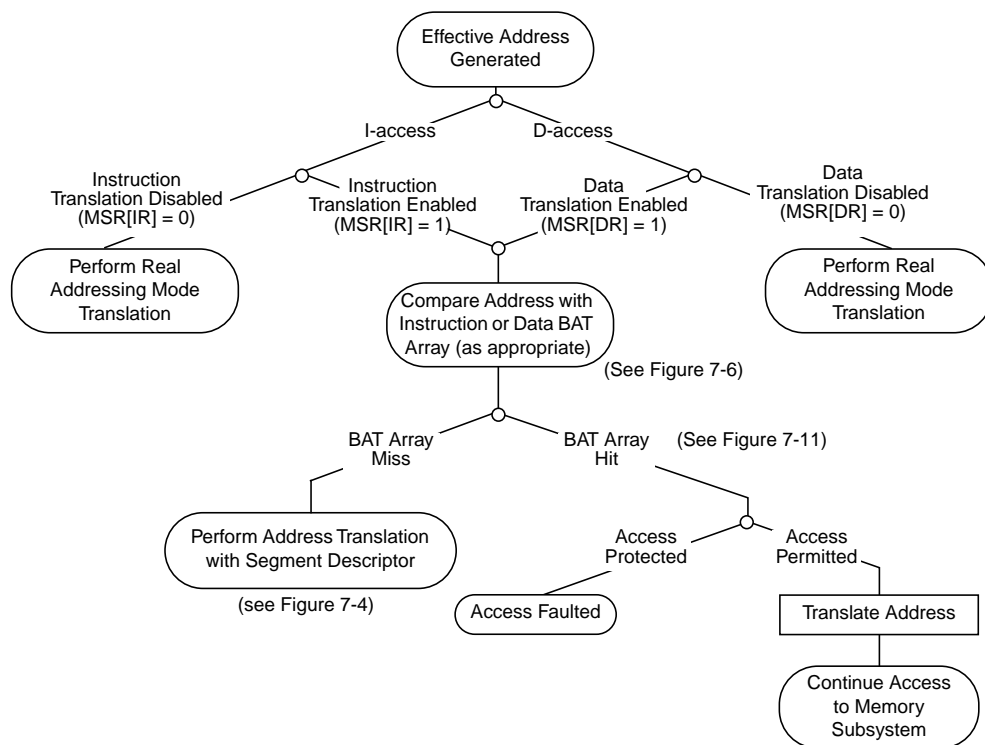 Effective Address
Generated
I-access
D-access
Instruction
Translation Disabled
(MSR[IR] = 0)
Instruction
Translation Enabled
(MSR[IR] = 1)
Data
Translation Enabled
(MSR[DR] = 1)
Data
Translation Disabled
(MSR[DR] = 0)
Perform Real
Addressing Mode
Translation
Compare Address with
Instruction or Data BAT
Array (as appropriate)
Perform Real
Addressing Mode
Translation
(See Figure 7-6)
BAT Array
Miss
BAT Array
Hit
(See Figure 7-11)
Perform Address Translation
with Segment Descriptor
(see Figure 7-4)
Access
Protected
Access
Permitted
Access Faulted
Translate Address
Continue Access
to Memory
Subsystem